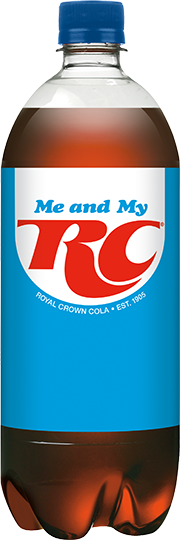 Me and My
RC®
ROYAL CROWN COLA • EST. 1905